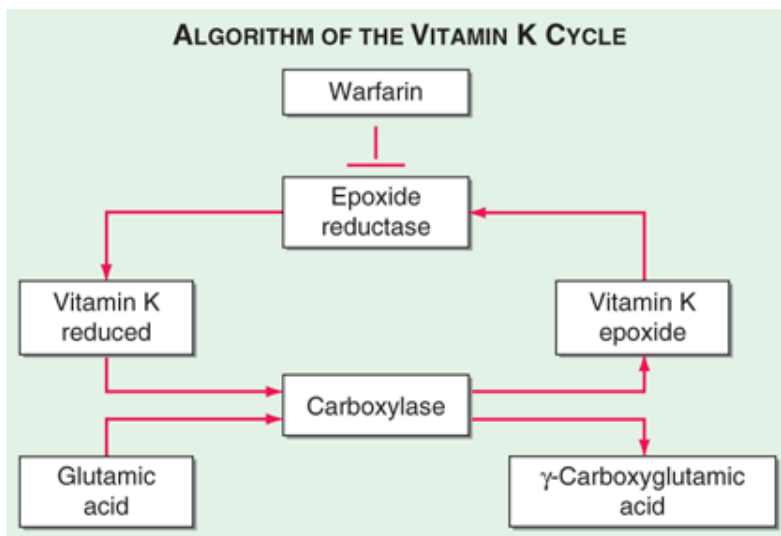 ALGORITHM OF THE VITAMIN K CYCLE
Warfarin
Epoxide
reductase
Vitamin K
reduced
Vitamin K
epoxide
Carboxylase
Glutamic
acid
γ-Carboxyglutamic
acid